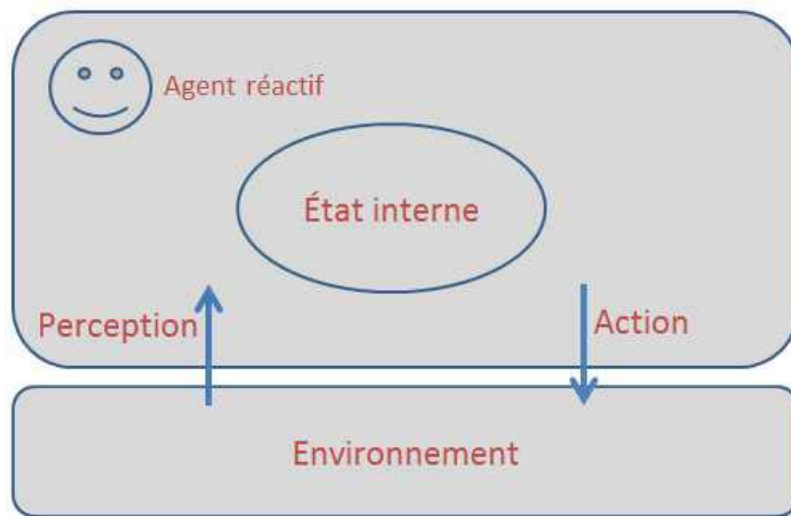 Agent réactif
État interne
Perception
Action
Environnement